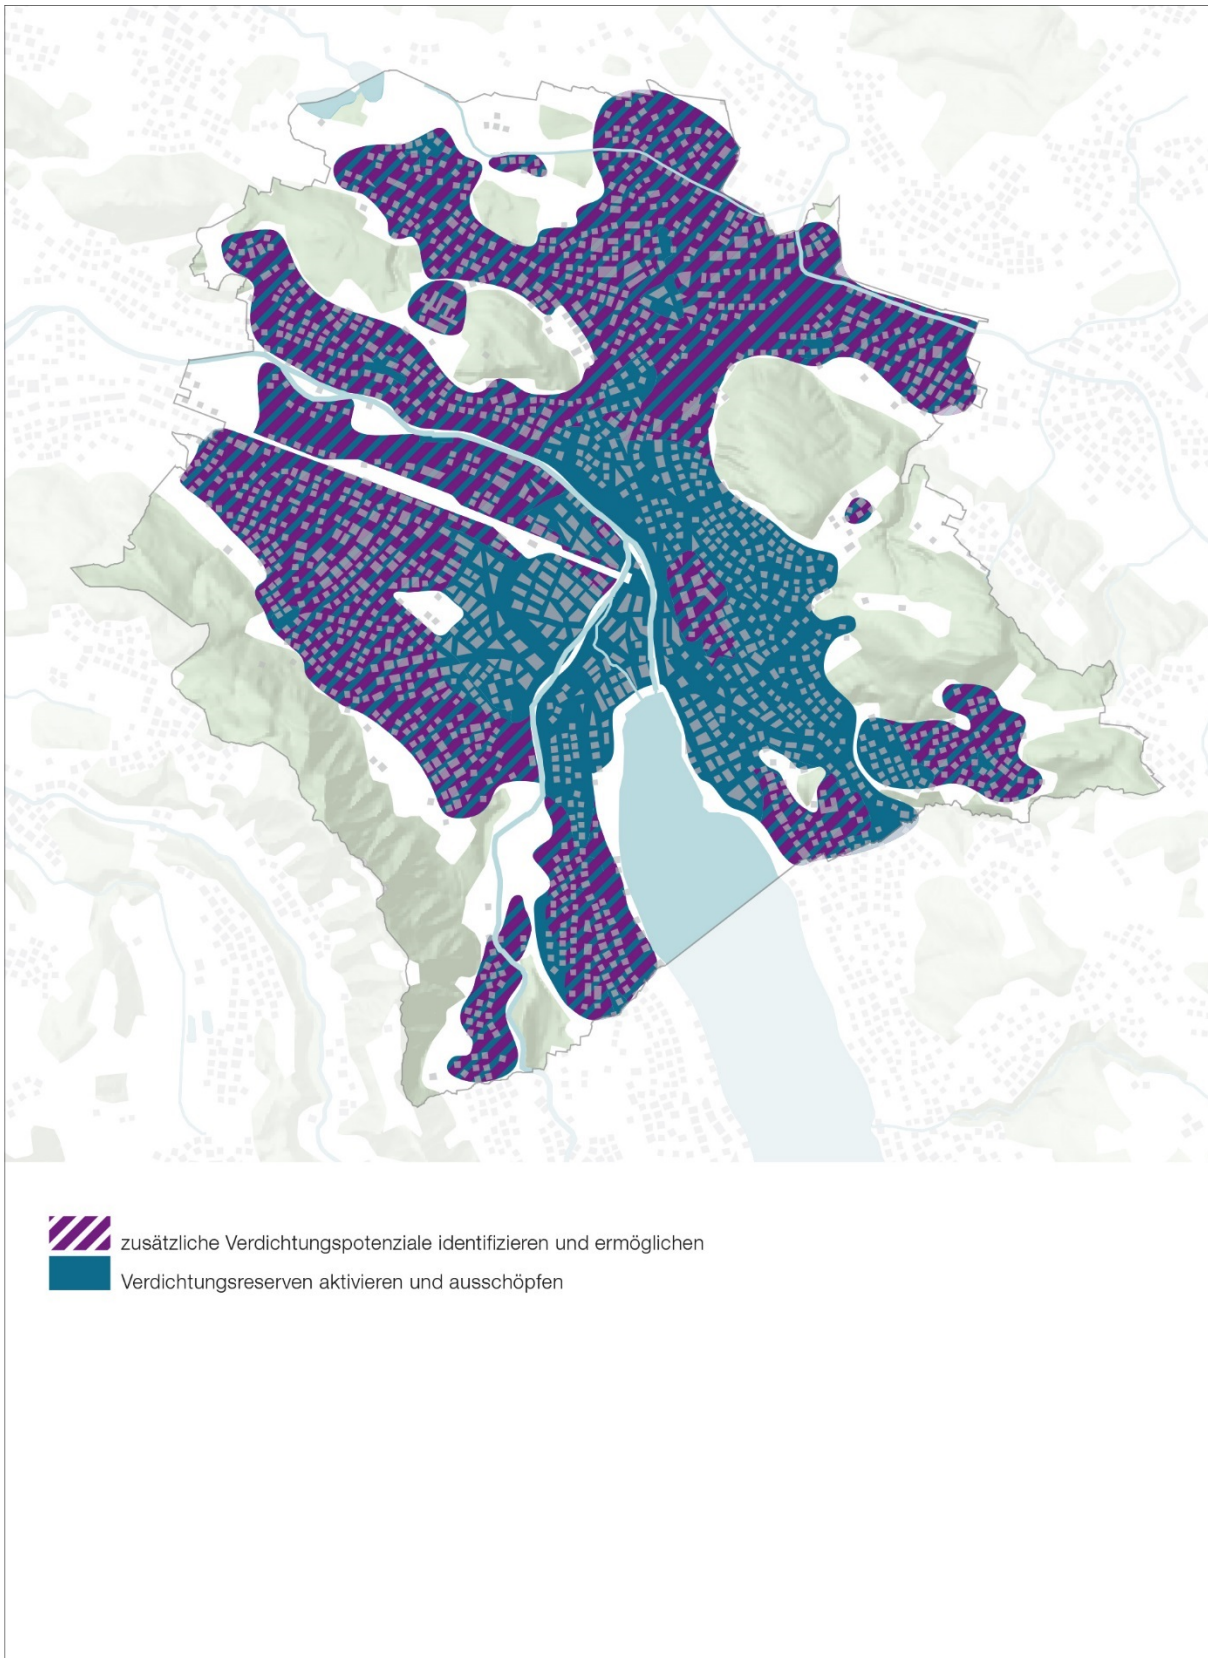 zusätzliche Verdichtungspotenziale identifizieren und ermöglichen
Verdichtungsreserven aktivieren und ausschöpfen